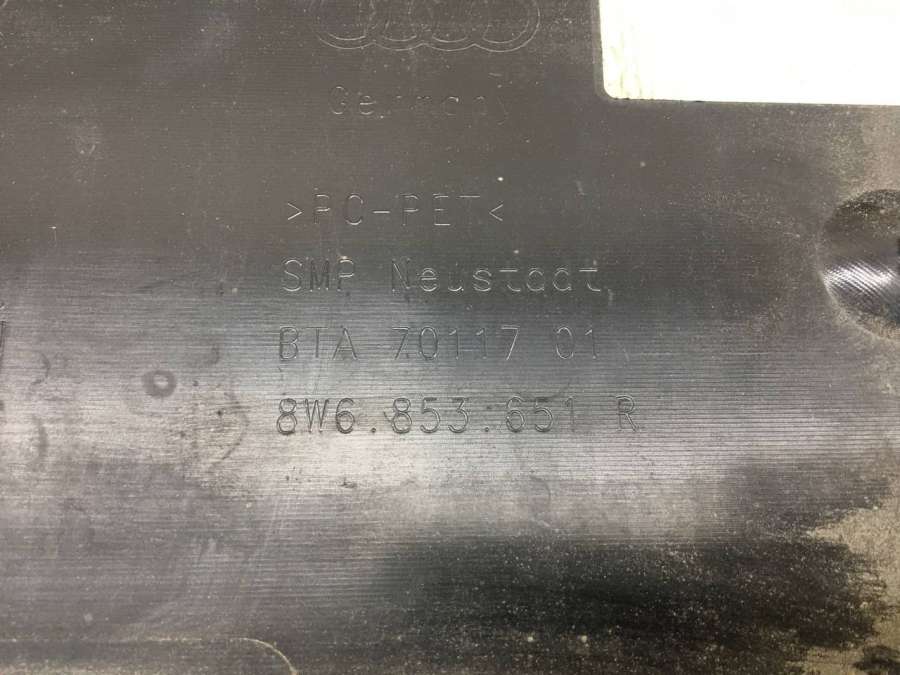 Germany
>PC-PET<
SMP Neustadt
BTA 70117 01
8W6.853.651 R